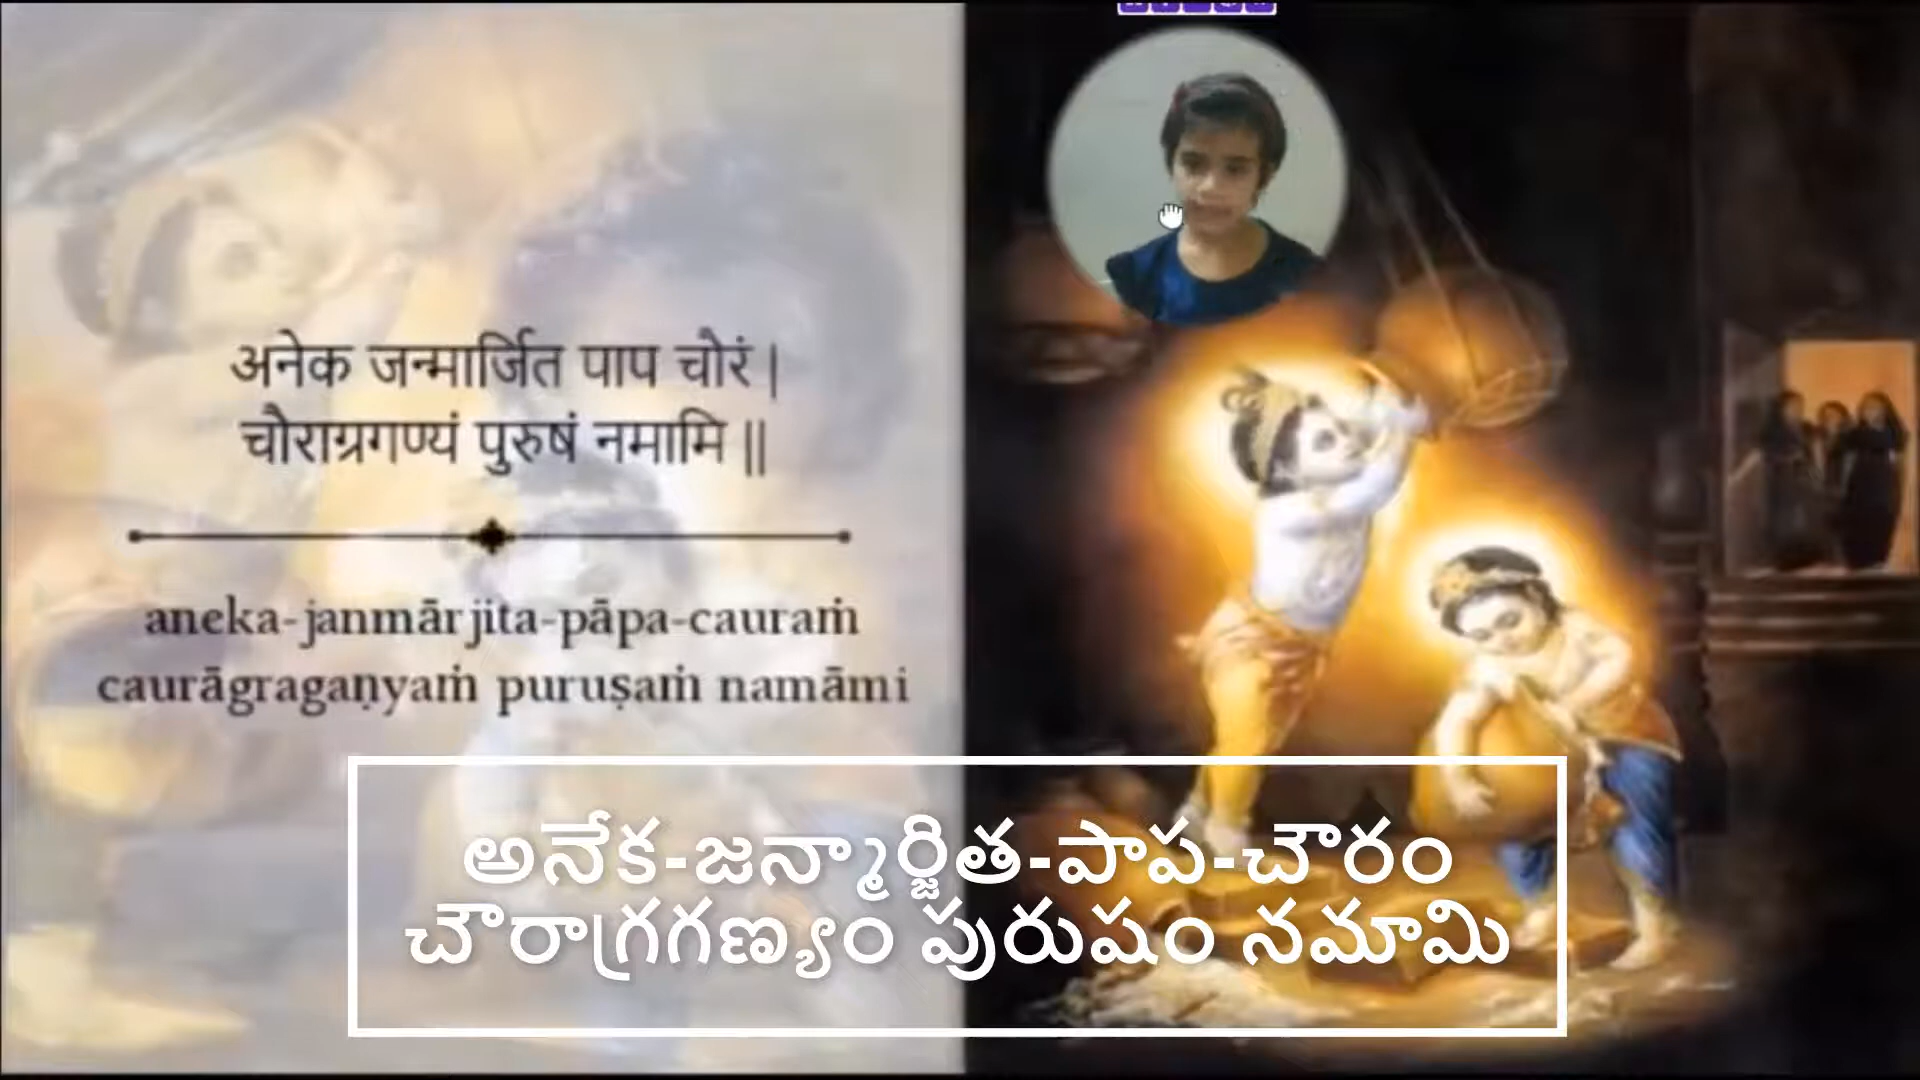 अनेक जन्मार्जित पाप चौरं |
चौराग्रगण्यं पुरुषं नमामि ||
aneka-janmārjita-pāpa-cauraṁ
caurāgragaṇyaṁ puruṣaṁ namāmi
అనేక-జన్మార్జిత-పాప-చౌరం
చౌరాగ్రగణ్యం పురుషం నమామి